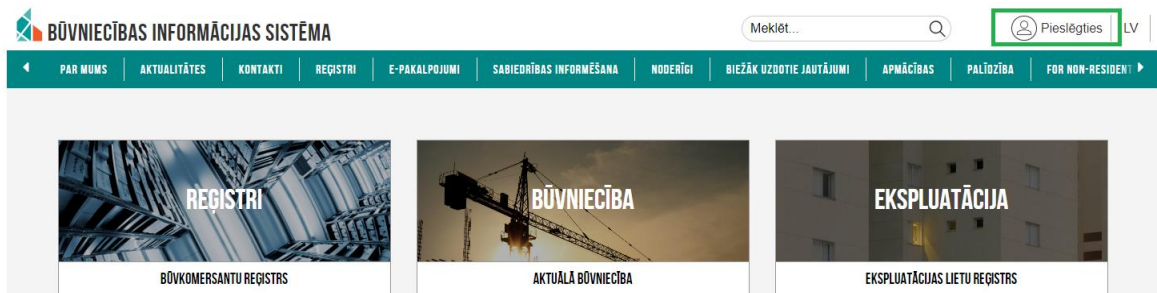 BŪVNIECĪBAS INFORMĀCIJAS SISTĒMA
Meklēt...
Pieslēgties
LV
PAR MUMS
AKTUALITĀTES
KONTAKTI
REĢISTRI
E-PAKALPOJUMI
SABIEDRĪBAS INFORMĒŠANA
NODERĪGI
BIEŽĀK UZDOTIE JAUTĀJUMI
APMĀCĪBAS
PALĪDZĪBA
FOR NON-RESIDENT
REĢISTRI
BŪVNIECĪBA
EKSPLUATĀCIJA
BŪVKOMERSANTU REĢISTRS
AKTUĀLĀ BŪVNIECĪBA
EKSPLUATĀCIJAS LIETU REĢISTRS